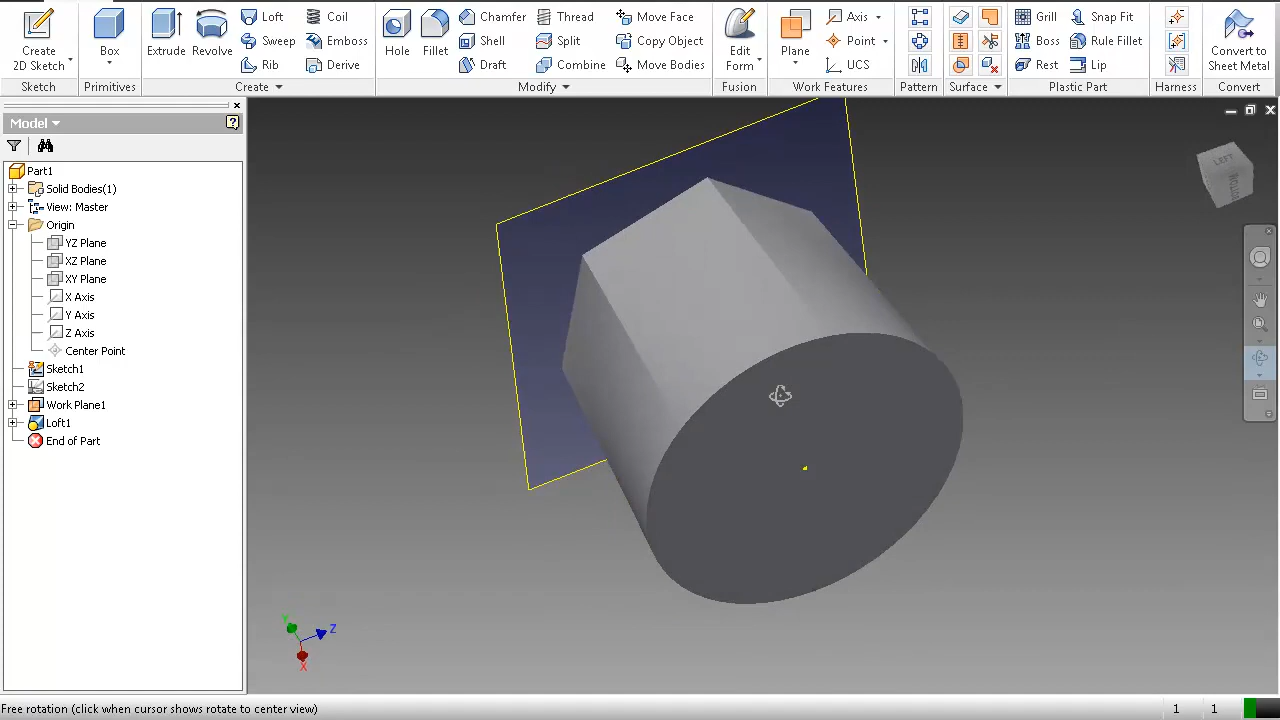 Create
2D Sketch
Sketch
Box
Primitives
Extrude
Revolve
Loft
Sweep
Rib
Coil
Emboss
Derive
Create
Hole
Fillet
Chamfer
Shell
Draft
Thread
Split
Combine
Move Face
Copy Object
Move Bodies
Modify
Edit
Form
Fusion
Plane
Axis
Point
UCS
Work Features
Pattern
Surface
Grill
Boss
Rest
Snap Fit
Rule Fillet
Lip
Plastic Part
Harness
Convert to
Sheet Metal
Convert
Model
Part1
Solid Bodies(1)
View: Master
Origin
YZ Plane
XZ Plane
XY Plane
X Axis
Y Axis
Z Axis
Center Point
Sketch1
Sketch2
Work Plane1
Loft1
End of Part
LEFT
BOTTOM
Y
Z
X
Free rotation (click when cursor shows rotate to center view)
1
1